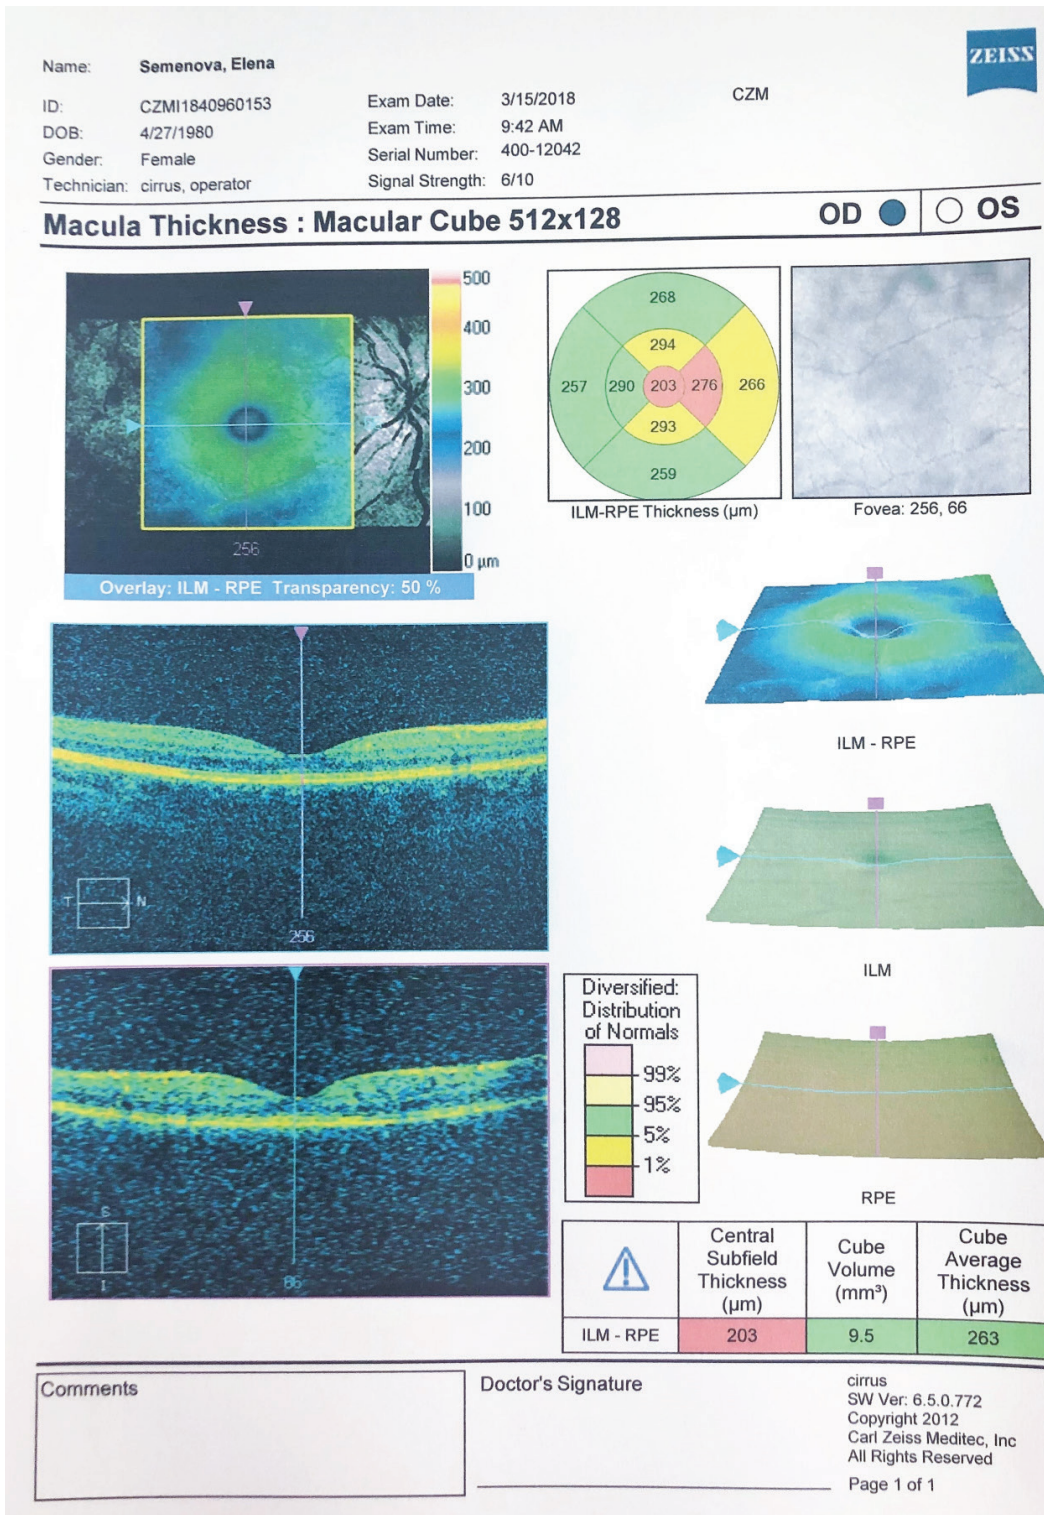 ZEISS
Name: Semenova, Elena
ID: CZMI1840960153
DOB: 4/27/1980
Gender: Female
Technician: cirrus, operator
Exam Date: 3/15/2018
Exam Time: 9:42 AM
Serial Number: 400-12042
Signal Strength: 6/10
CZM
Macula Thickness : Macular Cube 512x128
OD OS
500
400
300
200
100
0 µm
256
Overlay: ILM - RPE Transparency: 50 %
268
294
257 290 203 276 266
293
259
ILM-RPE Thickness (µm)
Fovea: 256, 66
ILM - RPE
T N
256
ILM
S
I
66
Diversified:
Distribution
of Normals
99%
95%
5%
1%
RPE
Central
Subfield
Thickness
(µm)
Cube
Volume
(mm³)
Cube
Average
Thickness
(µm)
ILM - RPE 203 9.5 263
Comments
Doctor's Signature
cirrus
SW Ver: 6.5.0.772
Copyright 2012
Carl Zeiss Meditec, Inc
All Rights Reserved
Page 1 of 1